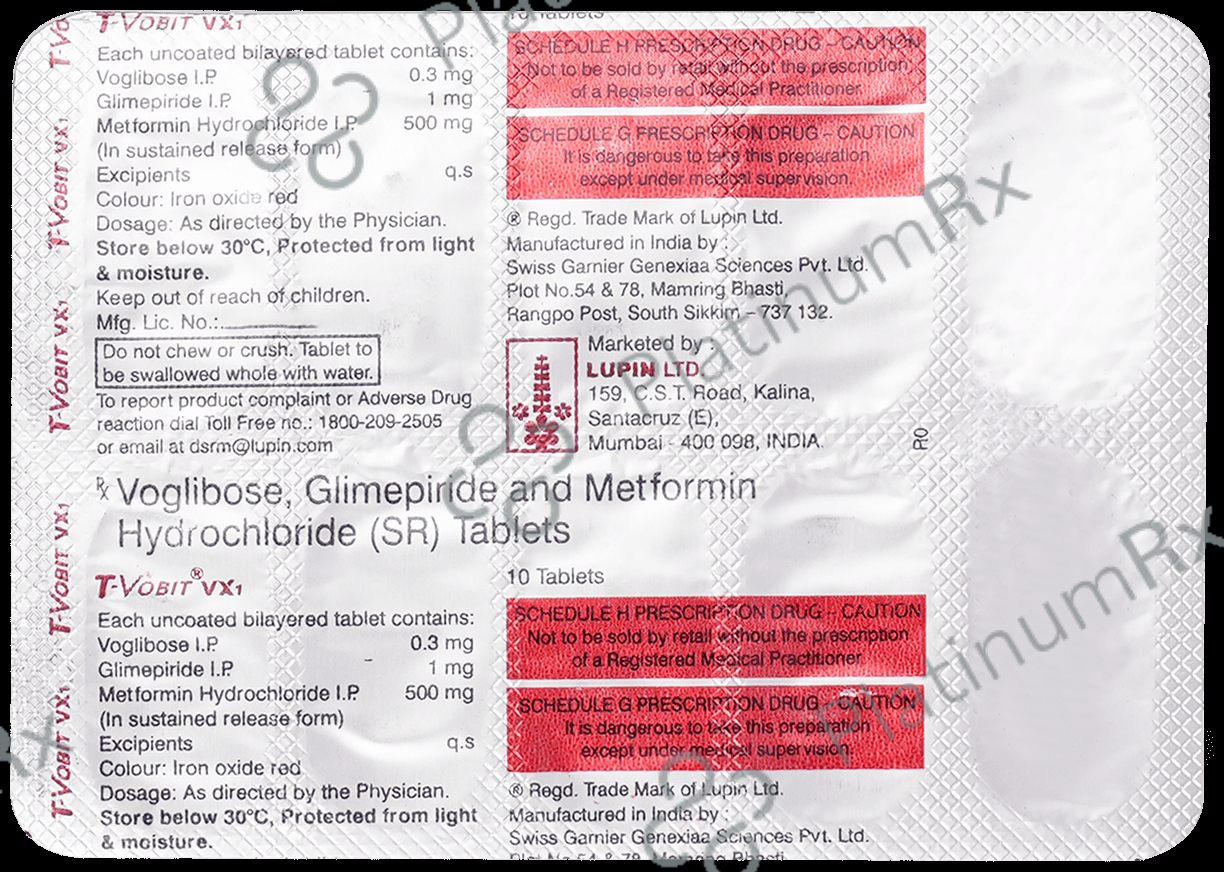 T-VOBIT VX1
Each uncoated bilayered tablet contains:
Voglibose I.P. 0.3 mg
Glimepiride I.P. 1 mg
Metformin Hydrochloride I.P. 500 mg
(In sustained release form)
Excipients q.s
Colour: Iron oxide red
Dosage: As directed by the Physician.
Store below 30°C, Protected from light
& moisture.
Keep out of reach of children.
Mfg. Lic. No.:
Do not chew or crush. Tablet to
be swallowed whole with water.
To report product complaint or Adverse Drug
reaction dial Toll Free no.: 1800-209-2505
or email at dsrm@lupin.com
10 Tablets
SCHEDULE H PRESCRIPTION DRUG – CAUTION
Not to be sold by retail without the prescription
of a Registered Medical Practitioner.
SCHEDULE G PRESCRIPTION DRUG – CAUTION
It is dangerous to take this preparation
except under medical supervision.
® Regd. Trade Mark of Lupin Ltd.
Manufactured in India by :
Swiss Garnier Genexiaa Sciences Pvt. Ltd.
Plot No.54 & 78, Mamring Bhasti,
Rangpo Post, South Sikkim – 737 132.
Marketed by :
LUPIN LTD.
159, C.S.T. Road, Kalina,
Santacruz (E),
Mumbai - 400 098, INDIA.
R0
Rx Voglibose, Glimepiride and Metformin
Hydrochloride (SR) Tablets
T-VOBIT® VX1
Each uncoated bilayered tablet contains:
Voglibose I.P. 0.3 mg
Glimepiride I.P. 1 mg
Metformin Hydrochloride I.P. 500 mg
(In sustained release form)
Excipients q.s
Colour: Iron oxide red
Dosage: As directed by the Physician.
Store below 30°C, Protected from light
& moisture.
10 Tablets
SCHEDULE H PRESCRIPTION DRUG – CAUTION
Not to be sold by retail without the prescription
of a Registered Medical Practitioner.
SCHEDULE G PRESCRIPTION DRUG – CAUTION
It is dangerous to take this preparation
except under medical supervision.
® Regd. Trade Mark of Lupin Ltd.
Manufactured in India by :
Swiss Garnier Genexiaa Sciences Pvt. Ltd.
Plot No.54 & 78, Mamring Bhasti,
T-VOBIT VX1
T-VOBIT VX1
T-VOBIT VX1
T-VOBIT VX1
TVO
PlatinumRx
PlatinumRx
PlatinumRx
Plat
Rx